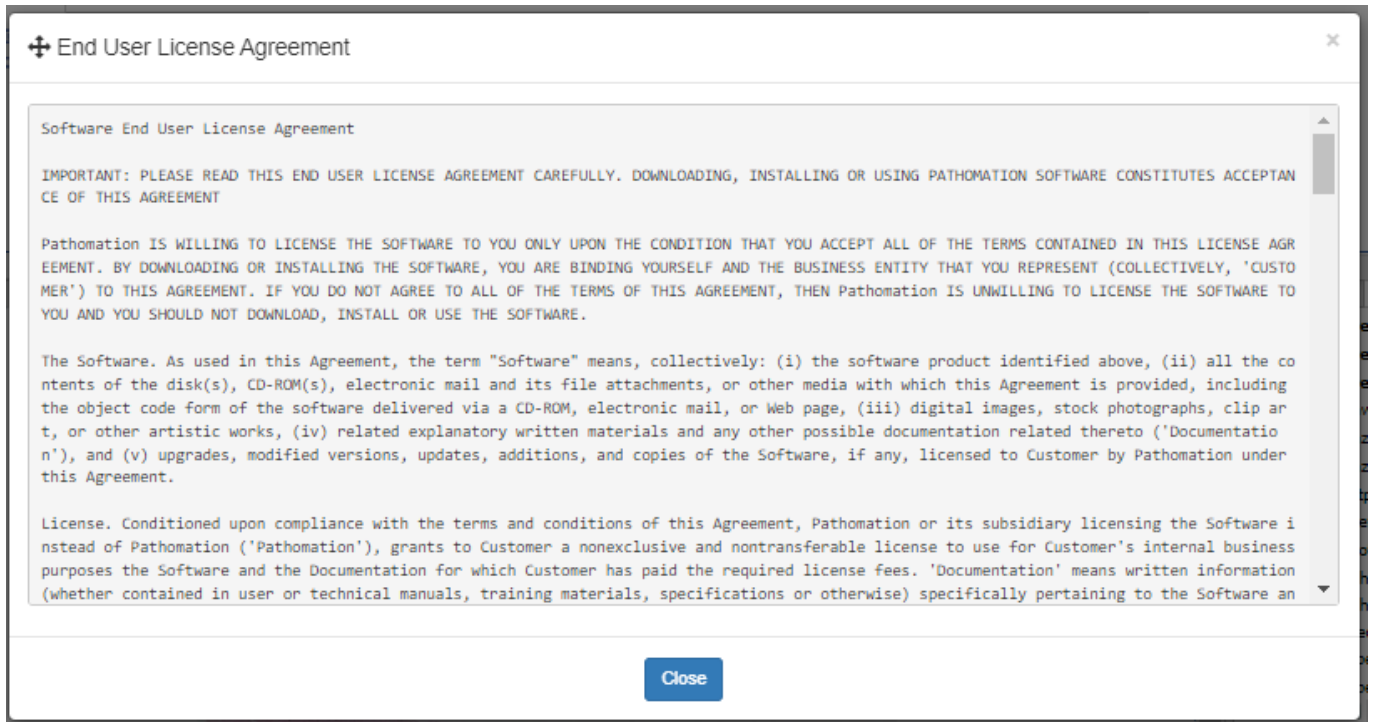 End User License Agreement
×
Software End User License Agreement
IMPORTANT: PLEASE READ THIS END USER LICENSE AGREEMENT CAREFULLY. DOWNLOADING, INSTALLING OR USING PATHOMATION SOFTWARE CONSTITUTES ACCEPTAN
CE OF THIS AGREEMENT
Pathomation IS WILLING TO LICENSE THE SOFTWARE TO YOU ONLY UPON THE CONDITION THAT YOU ACCEPT ALL OF THE TERMS CONTAINED IN THIS LICENSE AGR
EEMENT. BY DOWNLOADING OR INSTALLING THE SOFTWARE, YOU ARE BINDING YOURSELF AND THE BUSINESS ENTITY THAT YOU REPRESENT (COLLECTIVELY, 'CUSTO
MER') TO THIS AGREEMENT. IF YOU DO NOT AGREE TO ALL OF THE TERMS OF THIS AGREEMENT, THEN Pathomation IS UNWILLING TO LICENSE THE SOFTWARE TO
YOU AND YOU SHOULD NOT DOWNLOAD, INSTALL OR USE THE SOFTWARE.
The Software. As used in this Agreement, the term "Software" means, collectively: (i) the software product identified above, (ii) all the co
ntents of the disk(s), CD-ROM(s), electronic mail and its file attachments, or other media with which this Agreement is provided, including
the object code form of the software delivered via a CD-ROM, electronic mail, or Web page, (iii) digital images, stock photographs, clip ar
t, or other artistic works, (iv) related explanatory written materials and any other possible documentation related thereto ('Documentatio
n'), and (v) upgrades, modified versions, updates, additions, and copies of the Software, if any, licensed to Customer by Pathomation under
this Agreement.
License. Conditioned upon compliance with the terms and conditions of this Agreement, Pathomation or its subsidiary licensing the Software i
nstead of Pathomation ('Pathomation'), grants to Customer a nonexclusive and nontransferable license to use for Customer's internal business
purposes the Software and the Documentation for which Customer has paid the required license fees. 'Documentation' means written information
(whether contained in user or technical manuals, training materials, specifications or otherwise) specifically pertaining to the Software an
Close